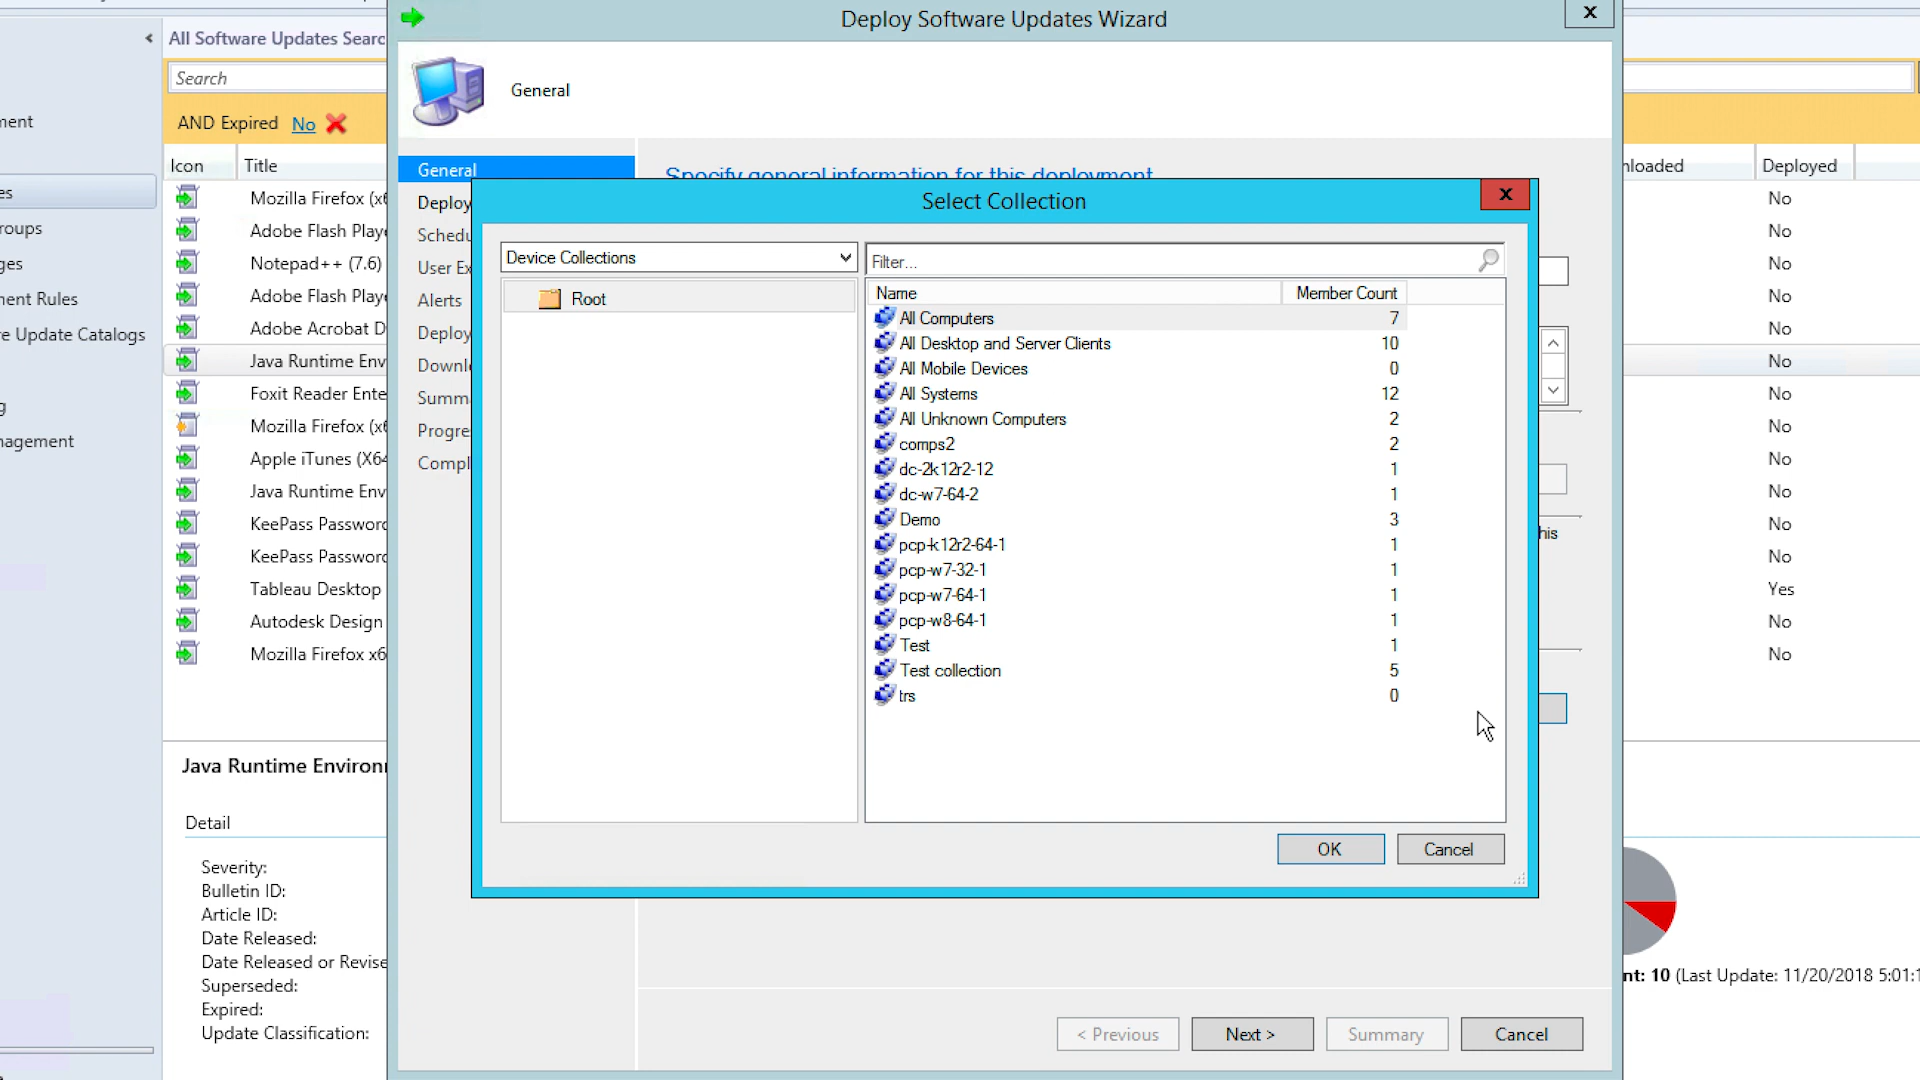 Deploy Software Updates Wizard
All Software Updates Searc
Search
General
AND Expired No
Icon Title
Deployed
General
Specify general information for this deployment
Select Collection
Deploy
Schedu
User Ex
Alerts
Deploy
Downl
Summ
Progre
Compl
Device Collections
Filter...
Root
Name Member Count
All Computers 7
All Desktop and Server Clients 10
All Mobile Devices 0
All Systems 12
All Unknown Computers 2
comps2 2
dc-2k12r2-12 1
dc-w7-64-2 1
Demo 3
pcp-k12r2-64-1 1
pcp-w7-32-1 1
pcp-w7-64-1 1
pcp-w8-64-1 1
Test 1
Test collection 5
trs 0
OK Cancel
ment
es
roups
ges
nent Rules
e Update Catalogs
g
nagement
Mozilla Firefox (x6 No
Adobe Flash Playe No
Notepad++ (7.6) No
Adobe Flash Playe No
Adobe Acrobat D No
Java Runtime Env No
Foxit Reader Ente No
Mozilla Firefox (x6 No
Apple iTunes (X64 No
Java Runtime Env No
KeePass Password No
KeePass Password No
Tableau Desktop Yes
Autodesk Design No
Mozilla Firefox x6 No
nloaded
his
Java Runtime Environ
Detail
Severity:
Bulletin ID:
Article ID:
Date Released:
Date Released or Revise
Superseded:
Expired:
Update Classification:
nt: 10 (Last Update: 11/20/2018 5:01:1
< Previous Next > Summary Cancel